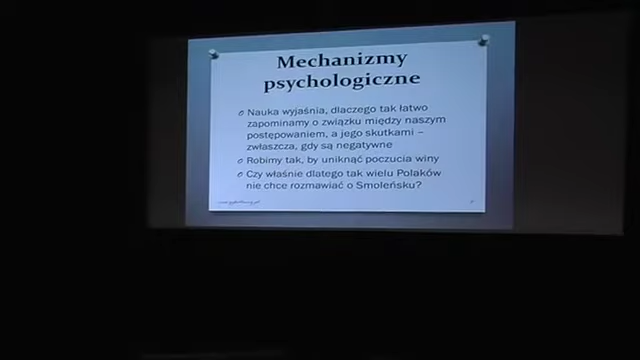 Mechanizmy
psychologiczne
Nauka wyjaśnia, dlaczego tak łatwo
zapominamy o związku między naszym
postępowaniem, a jego skutkami –
zwłaszcza, gdy są negatywne
Robimy tak, by uniknąć poczucia winy
Czy właśnie dlatego tak wielu Polaków
nie chce rozmawiać o Smoleńsku?